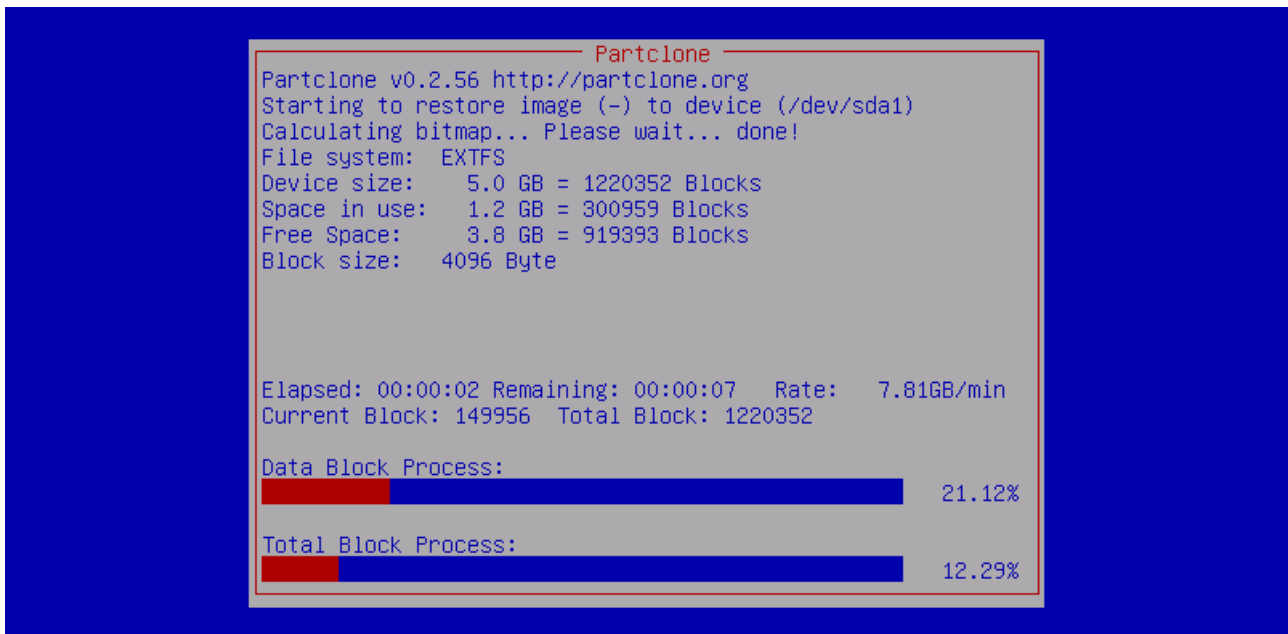 Partclone
Partclone v0.2.56 http://partclone.org
Starting to restore image (-) to device (/dev/sda1)
Calculating bitmap... Please wait... done!
File system:  EXTFS
Device size:    5.0 GB = 1220352 Blocks
Space in use:   1.2 GB = 300959 Blocks
Free Space:     3.8 GB = 919393 Blocks
Block size:   4096 Byte
Elapsed: 00:00:02 Remaining: 00:00:07   Rate:   7.81GB/min
Current Block: 149956  Total Block: 1220352
Data Block Process:
21.12%
Total Block Process:
12.29%